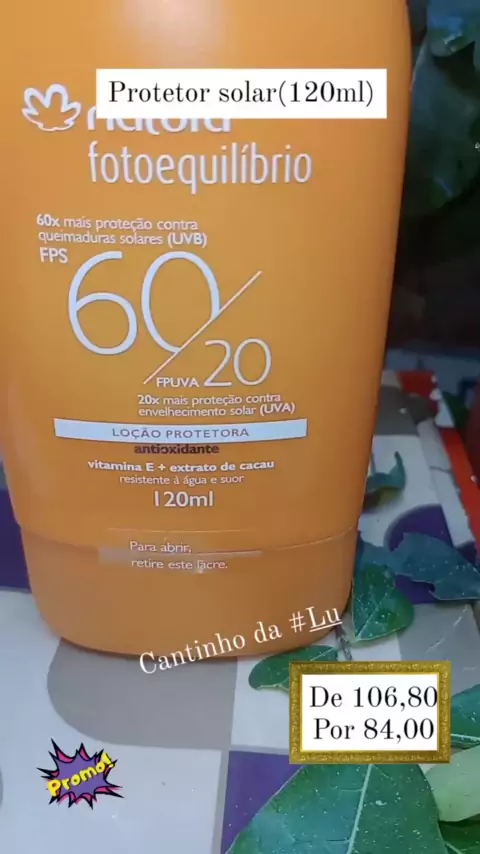 Protetor solar(120ml)
natura
fotoequilíbrio
60x mais proteção contra
queimaduras solares (UVB)
FPS
60/20
FPUVA
20x mais proteção contra
envelhecimento solar (UVA)
LOÇÃO PROTETORA
antioxidante
vitamina E + extrato de cacau
resistente à água e suor
120ml
Para abrir,
retire este lacre.
Cantinho da #Lu
De 106,80
Por 84,00
Promo!